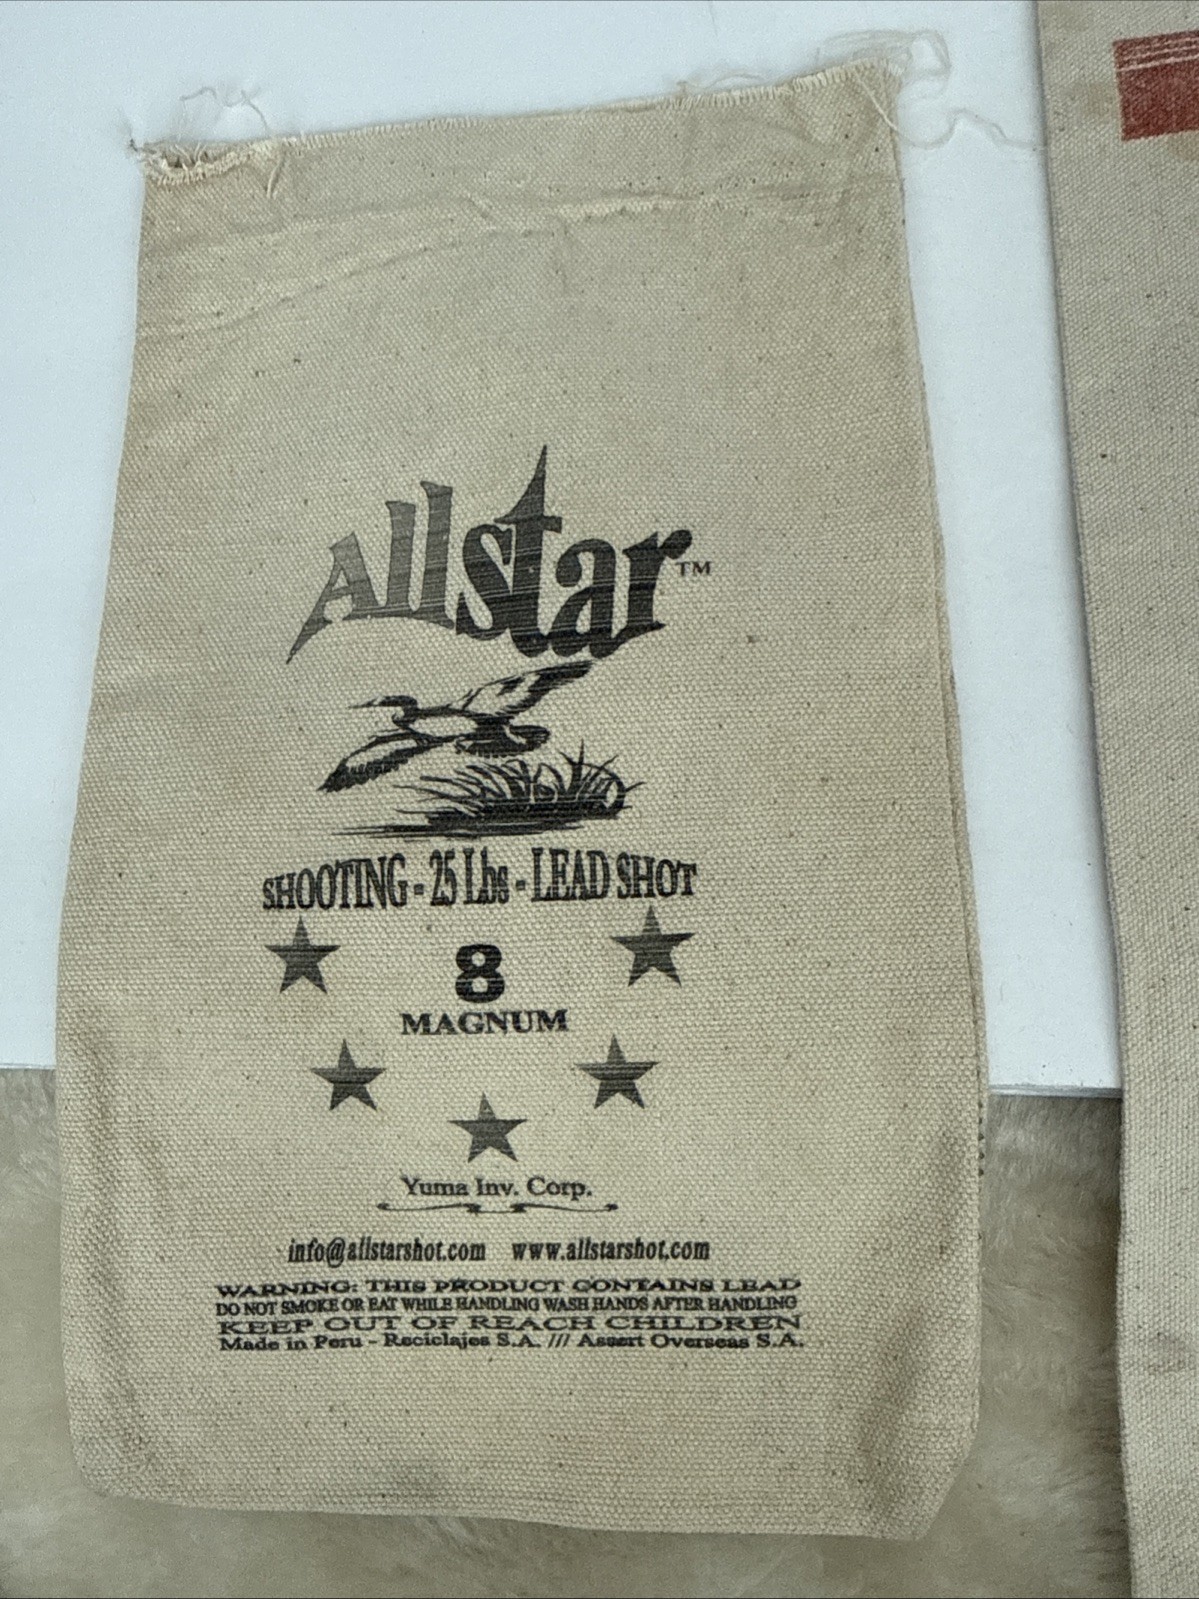 Allstar™
SHOOTING - 25 Lbs - LEAD SHOT
8
MAGNUM
Yuma Inv. Corp.
info@allstarshot.com www.allstarshot.com
WARNING: THIS PRODUCT CONTAINS LEAD
DO NOT SMOKE OR EAT WHILE HANDLING WASH HANDS AFTER HANDLING
KEEP OUT OF REACH CHILDREN
Made in Peru - Reciclajes S.A. /// Assert Overseas S.A.